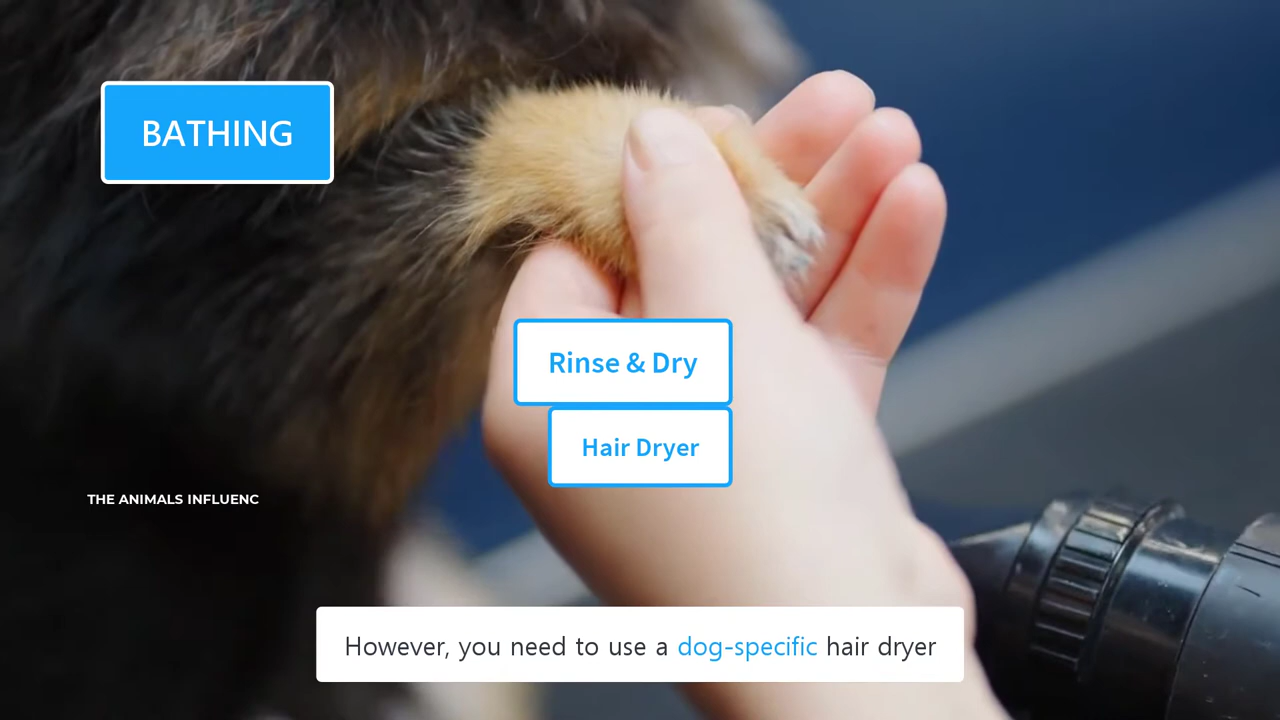 BATHING
Rinse & Dry
Hair Dryer
THE ANIMALS INFLUENC
However, you need to use a dog-specific hair dryer